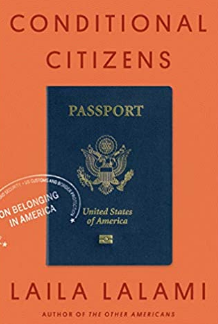 CONDITIONAL
CITIZENS
PASSPORT
United States
of America
ON BELONGING
IN AMERICA
LAILA LALAMI
AUTHOR OF THE OTHER AMERICANS